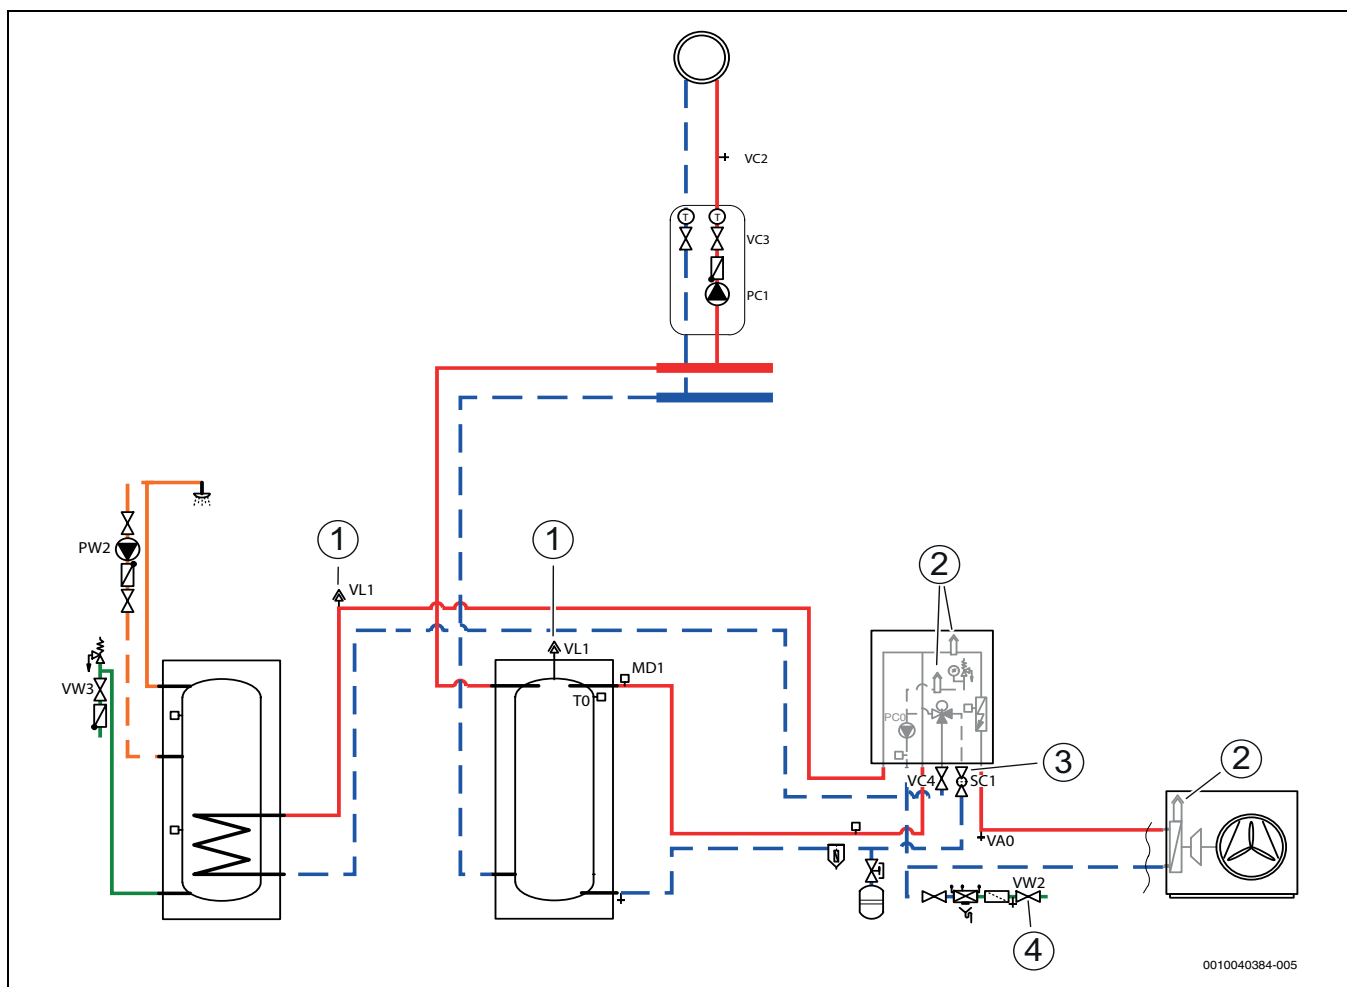 VC2
T T
VC3
PC1
PW2
1
1
2
VL1
VL1
MD1
VW3
T0
PC0
3
2
VC4
SC1
VA0
VW2
4
0010040384-005